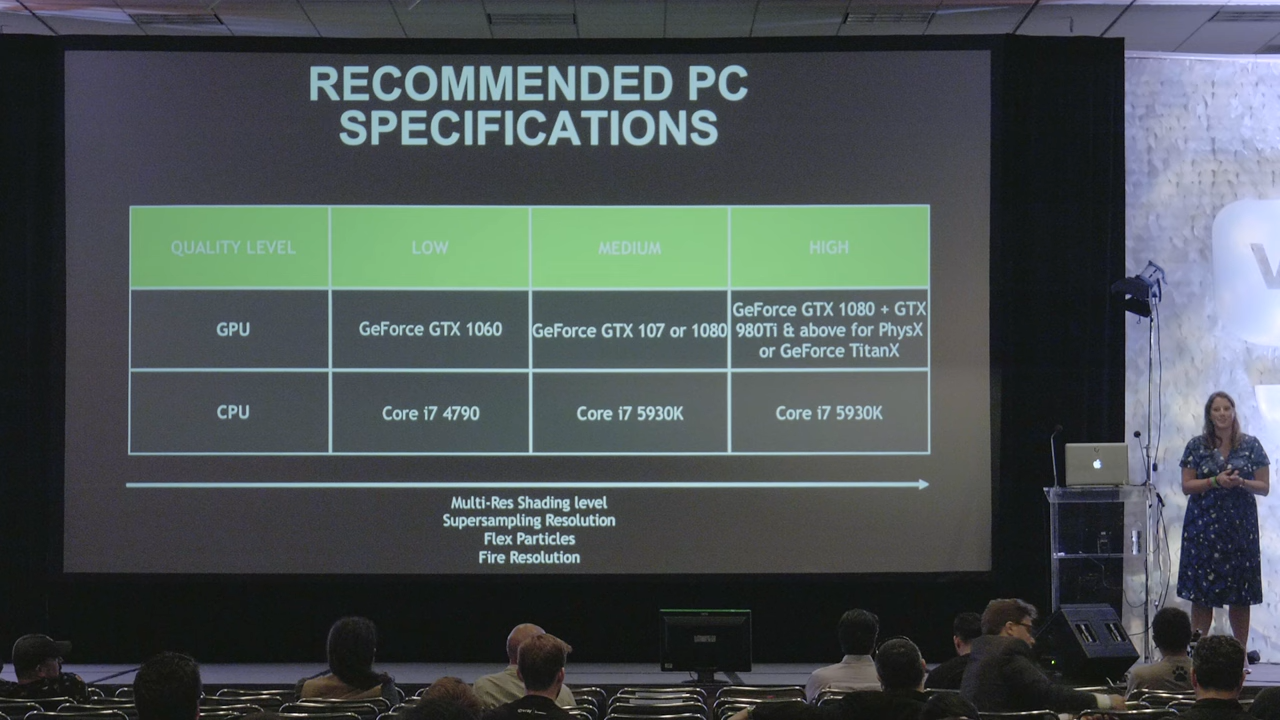 RECOMMENDED PC
SPECIFICATIONS
QUALITY LEVEL
LOW
MEDIUM
HIGH
GPU
GeForce GTX 1060
GeForce GTX 107 or 1080
GeForce GTX 1080 + GTX
980Ti & above for PhysX
or GeForce TitanX
CPU
Core i7 4790
Core i7 5930K
Core i7 5930K
Multi-Res Shading level
Supersampling Resolution
Flex Particles
Fire Resolution